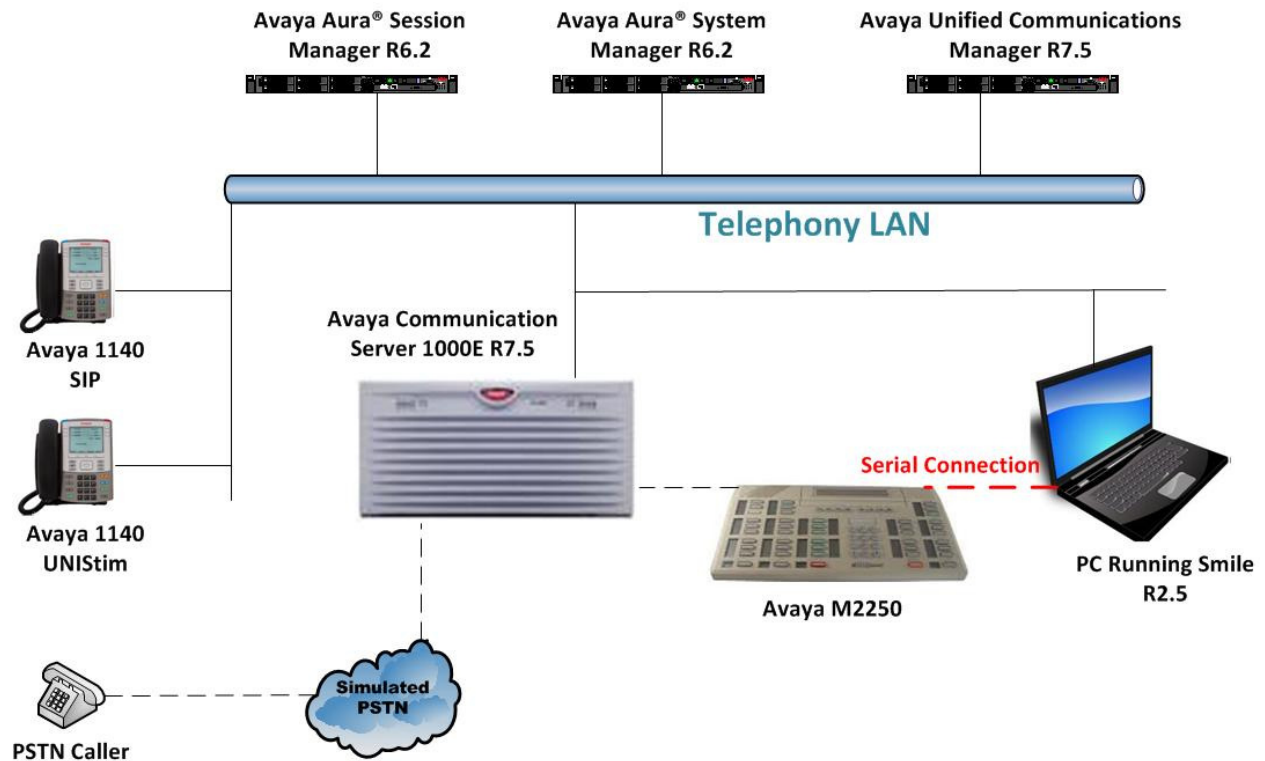 Avaya Aura® Session
Manager R6.2
Avaya Aura® System
Manager R6.2
Avaya Unified Communications
Manager R7.5
Telephony LAN
Avaya 1140
SIP
Avaya Communication
Server 1000E R7.5
Serial Connection
Avaya 1140
UNIStim
Avaya M2250
PC Running Smile
R2.5
Simulated
PSTN
PSTN Caller